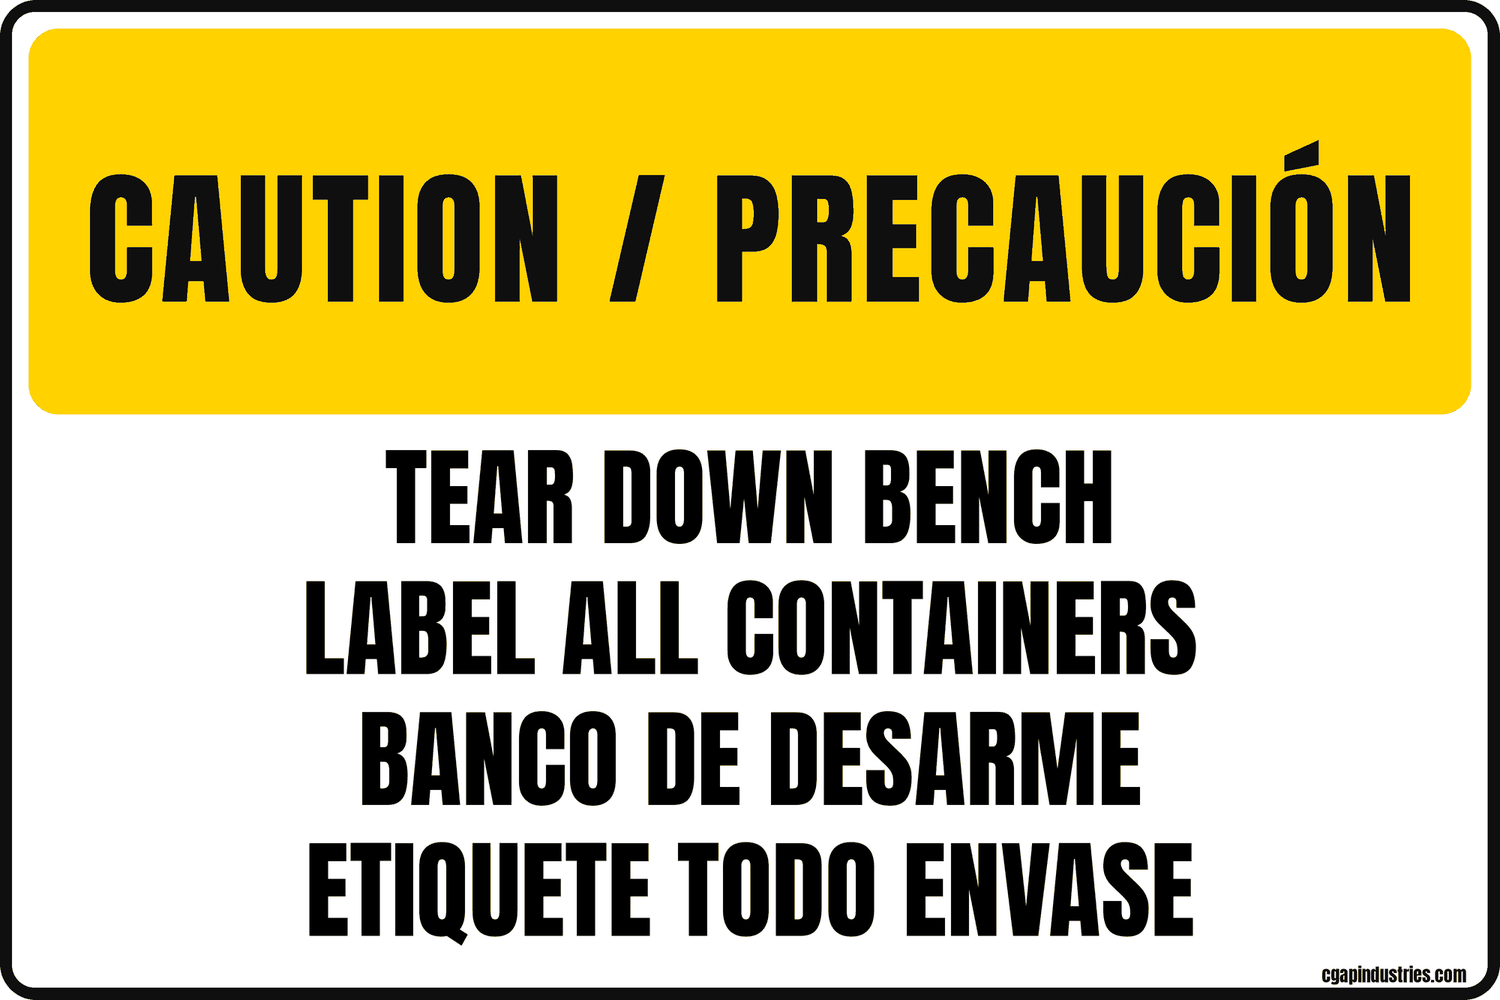 CAUTION / PRECAUCIÓN
TEAR DOWN BENCH
LABEL ALL CONTAINERS
BANCO DE DESARME
ETIQUETE TODO ENVASE
cgapindustries.com